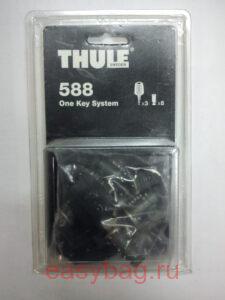 THULE
SWEDEN
588
One Key System
x3 x8
easybag.ru